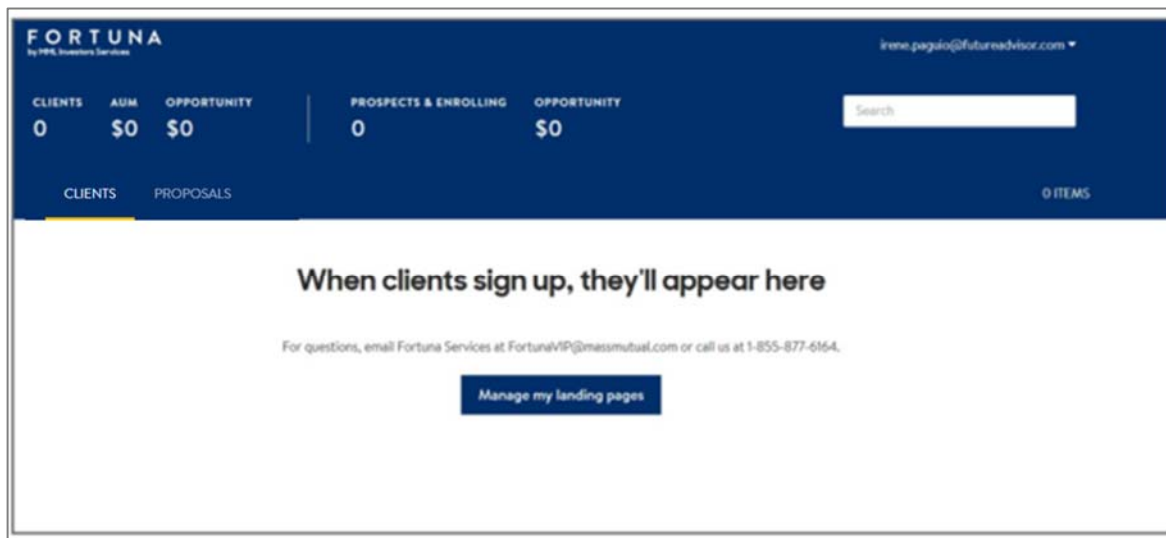 FORTUNA
by MML Investors Services
irene.paguio@futureadvisor.com
CLIENTS AUM OPPORTUNITY PROSPECTS & ENROLLING OPPORTUNITY
0 $0 $0 0 $0
Search
CLIENTS PROPOSALS 0 ITEMS
When clients sign up, they'll appear here
For questions, email Fortuna Services at FortunaVIP@massmutual.com or call us at 1-855-877-6164.
Manage my landing pages